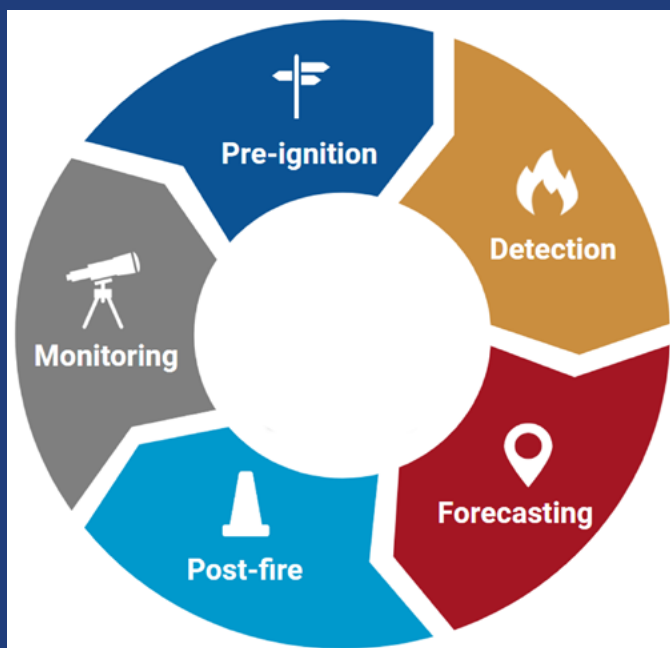 Pre-ignition
Detection
Monitoring
Forecasting
Post-fire